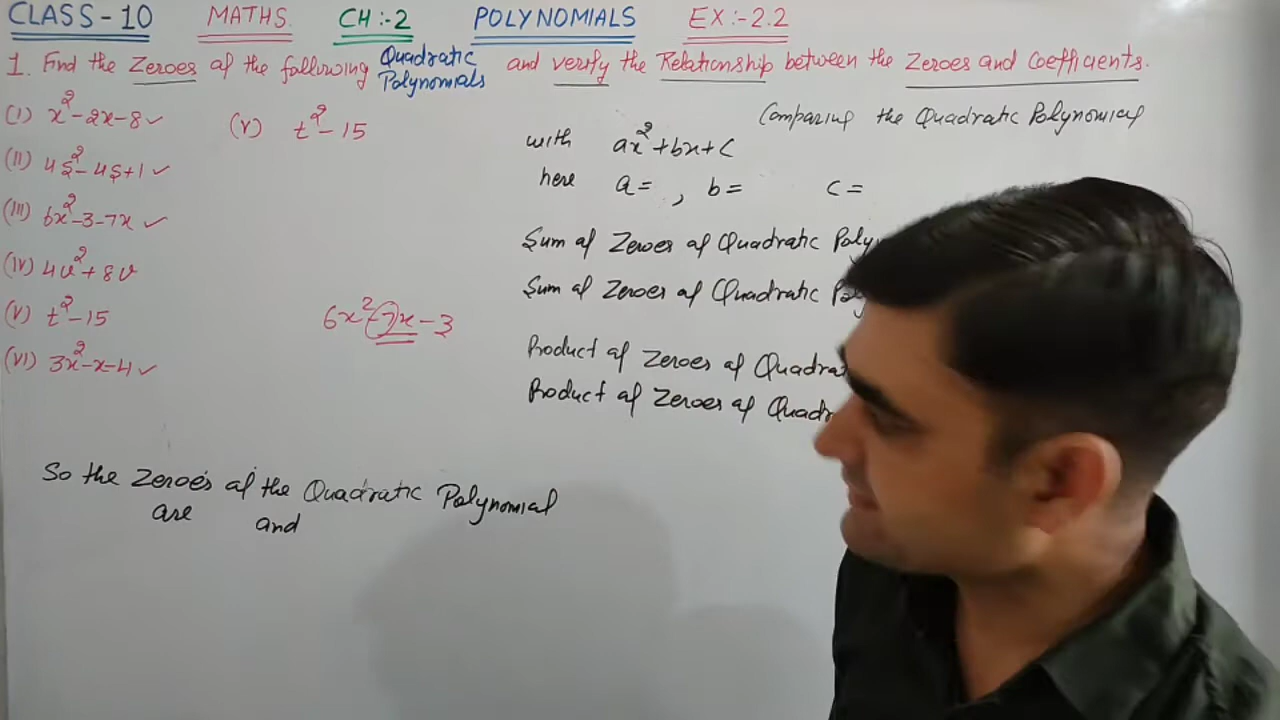 CLASS-10 MATHS. CH:-2 POLYNOMIALS EX:-2.2
1. Find the Zeroes of the following Quadratic Polynomials and verify the Relationship between the Zeroes and Coefficients.
(I) x²-2x-8 ✓
(II) 4s²-4s+1 ✓
(III) 6x²-3-7x ✓
(IV) 4u²+8u
(V) t²-15
(VI) 3x²-x-4 ✓
(V) t²-15
6x²-7x-3
So the Zeroes of the Quadratic Polynomial
are and
Comparing the Quadratic Polynomial
with ax²+bx+c
here a= , b= c=
Sum of Zeroes of Quadratic Poly
Sum of Zeroes of Quadratic Po
Product of Zeroes of Quadrat
Product of Zeroes of Quadr